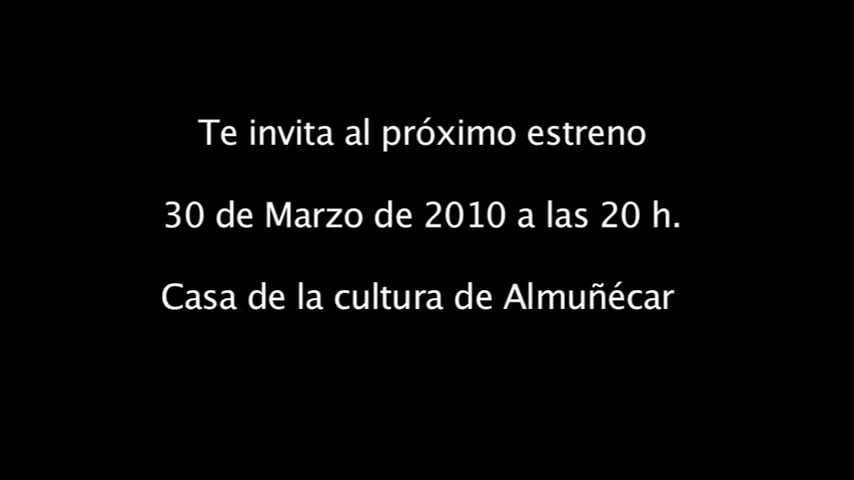 Te invita al próximo estreno
30 de Marzo de 2010 a las 20 h.
Casa de la cultura de Almuñécar